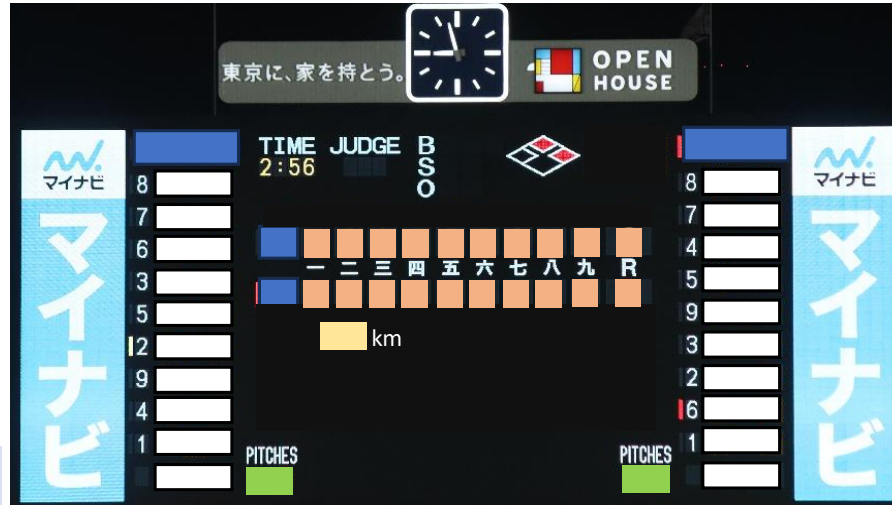 東京に、家を持とう。
OPEN
HOUSE
マイナビ
マイナビ
TIME JUDGE
2:56
B
S
O
8
7
6
3
5
2
9
4
1
一 二 三 四 五 六 七 八 九 R
km
PITCHES
PITCHES
8
7
4
5
9
3
2
6
1
マイナビ
マイナビ